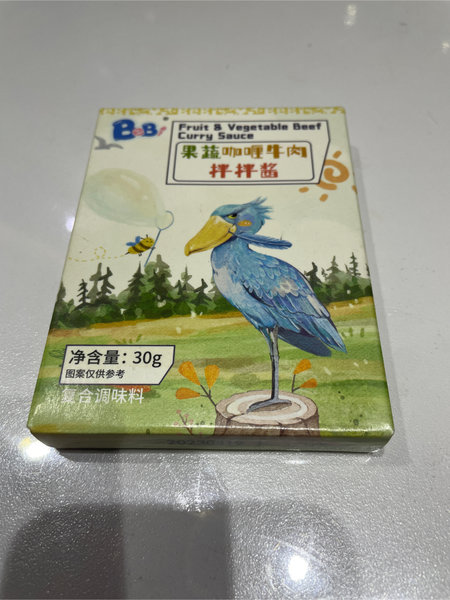 BoB!
Fruit & Vegetable Beef
Curry Sauce
果蔬咖喱牛肉
拌拌酱
净含量：30g
图案仅供参考
复合调味料